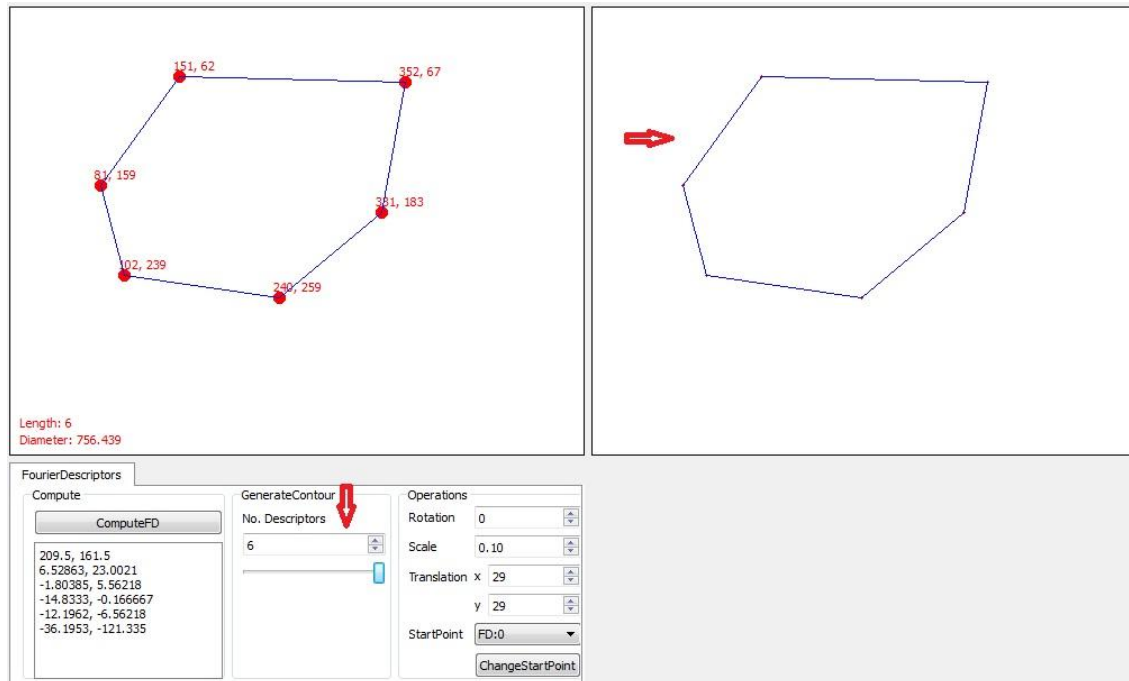 151, 62
352, 67
81, 159
331, 183
102, 239
240, 259
Length: 6
Diameter: 756.439
FourierDescriptors
Compute
ComputeFD
209.5, 161.5
6.52863, 23.0021
-1.80385, 5.56218
-14.8333, -0.166667
-12.1962, -6.56218
-36.1953, -121.335
GenerateContour
No. Descriptors
6
Operations
Rotation 0
Scale 0.10
Translation x 29
y 29
StartPoint FD:0
ChangeStartPoint